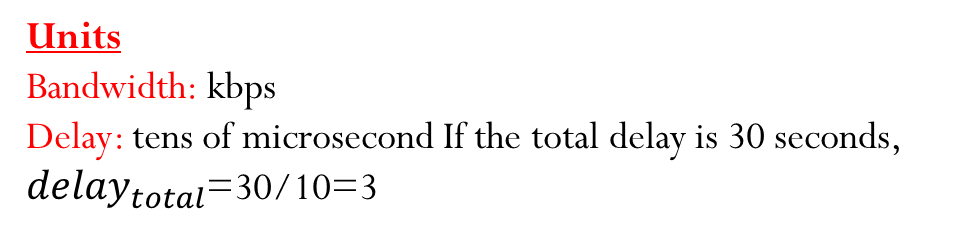 Units
Bandwidth: kbps
Delay: tens of microsecond If the total delay is 30 seconds,
𝑑𝑒𝑙𝑎𝑦𝑡𝑜𝑡𝑎𝑙=30/10=3